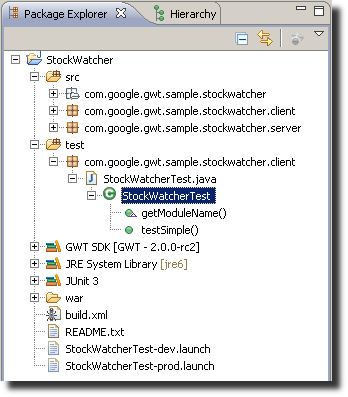 Package Explorer Hierarchy
StockWatcher
src
com.google.gwt.sample.stockwatcher
com.google.gwt.sample.stockwatcher.client
com.google.gwt.sample.stockwatcher.server
test
com.google.gwt.sample.stockwatcher.client
StockWatcherTest.java
StockWatcherTest
getModuleName()
testSimple()
GWT SDK [GWT - 2.0.0-rc2]
JRE System Library [jre6]
JUnit 3
war
build.xml
README.txt
StockWatcherTest-dev.launch
StockWatcherTest-prod.launch